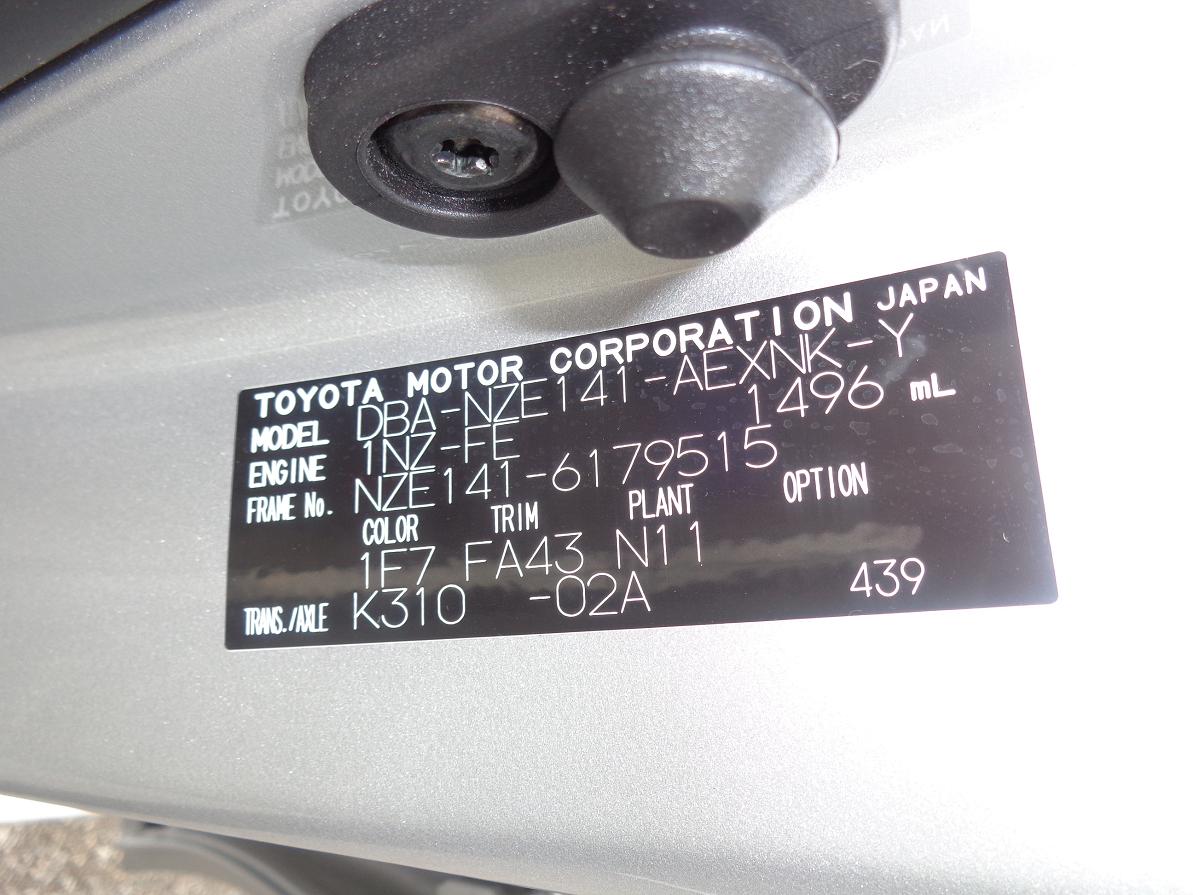 TOYOTA MOTOR CORPORATION JAPAN
MODEL DBA-NZE141-AEXNK-Y
ENGINE 1NZ-FE 1496 mL
FRAME No. NZE141-6179515
COLOR TRIM PLANT OPTION
1F7 FA43 N11
TRANS./AXLE K310 -02A 439